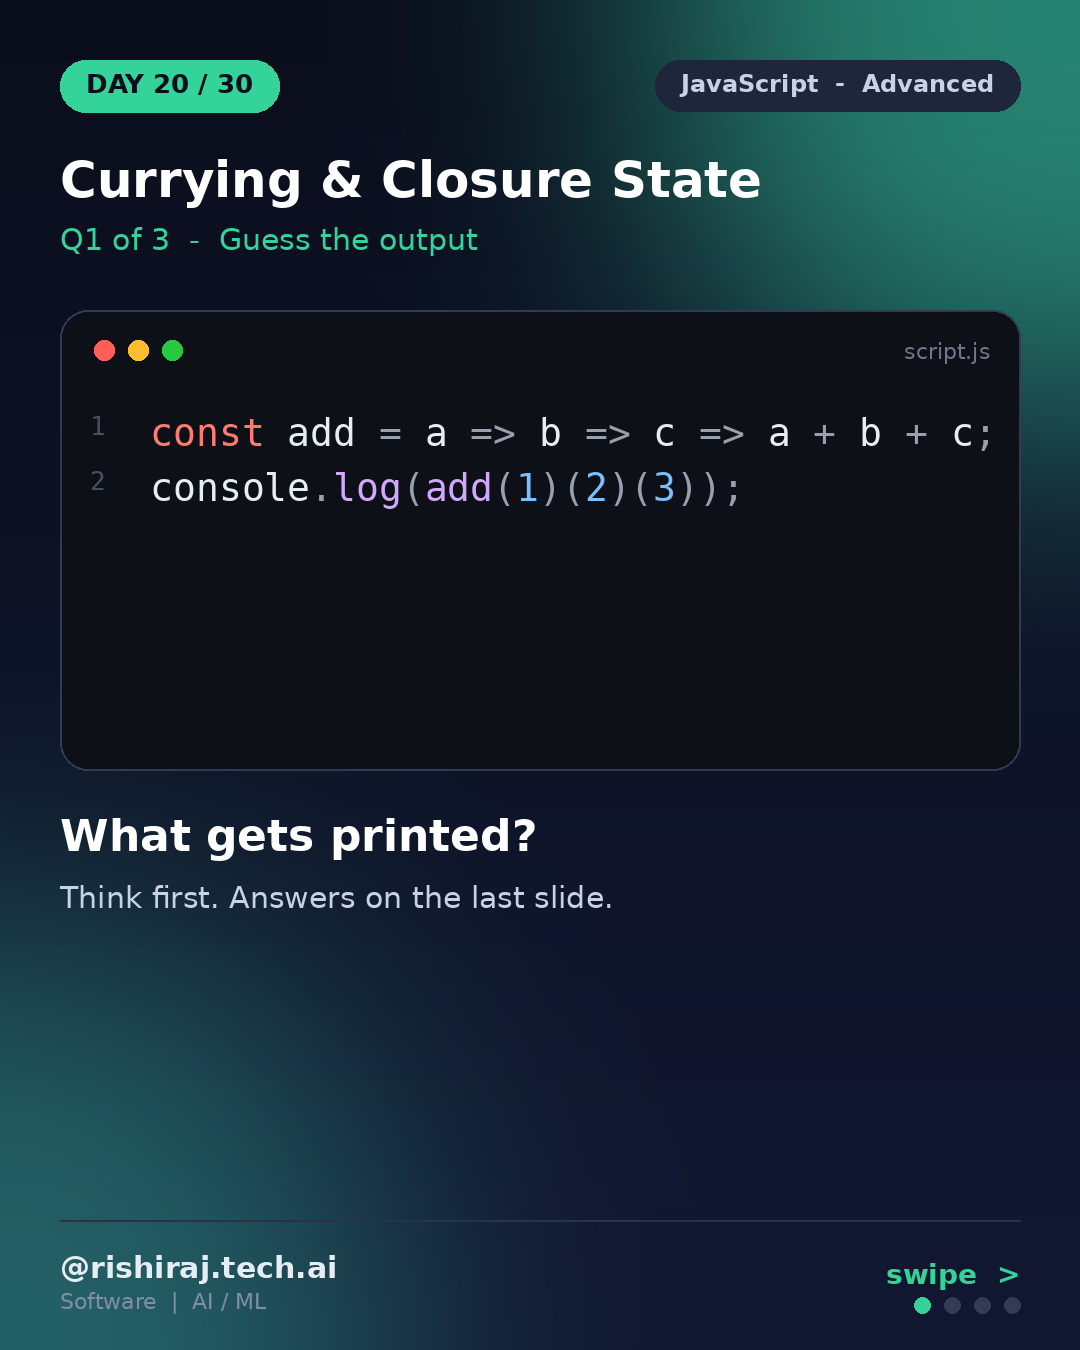 DAY 20 / 30
JavaScript - Advanced
Currying & Closure State
Q1 of 3 - Guess the output
script.js
1 const add = a => b => c => a + b + c;
2 console.log(add(1)(2)(3));
What gets printed?
Think first. Answers on the last slide.
@rishiraj.tech.ai
Software | AI / ML
swipe >